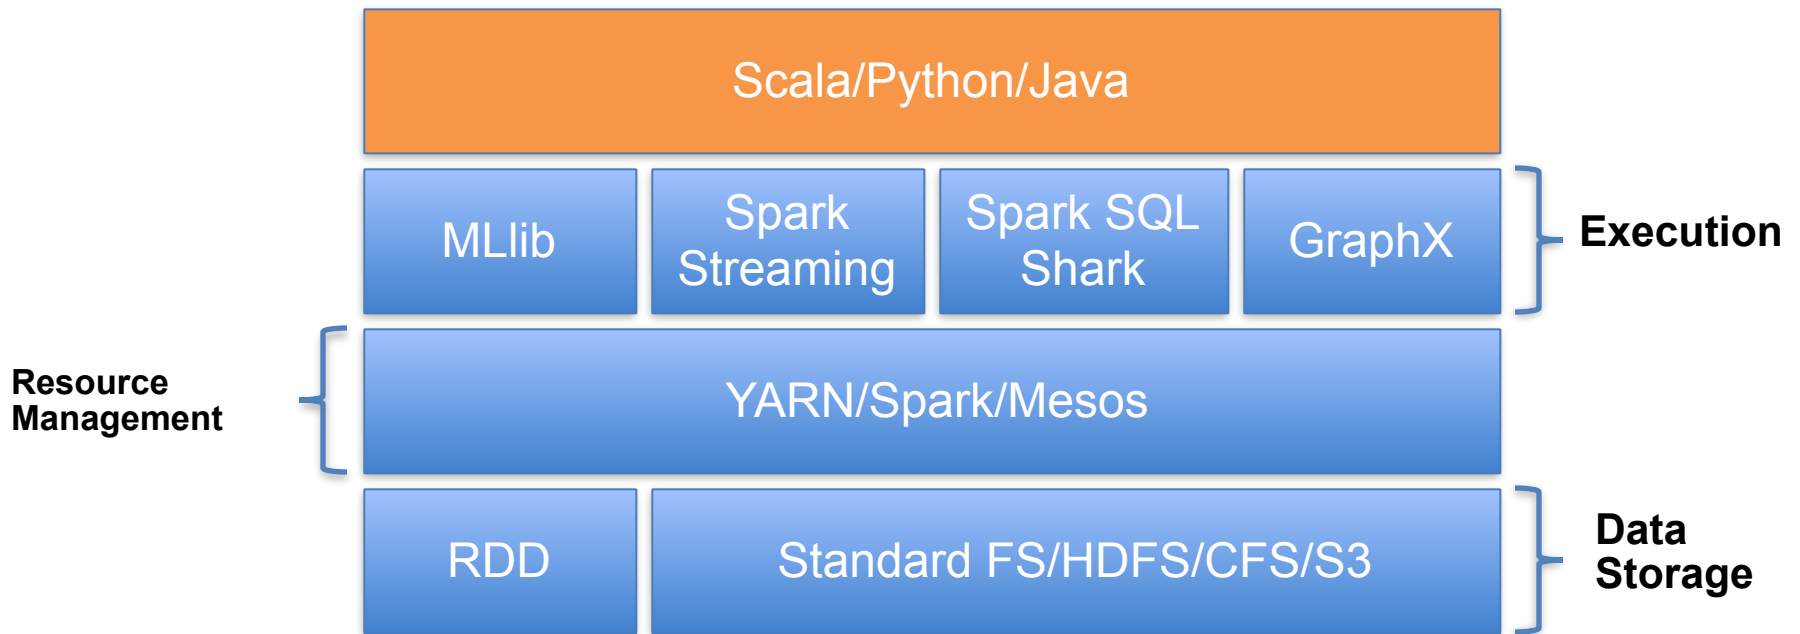 Scala/Python/Java
MLlib
Spark
Streaming
Spark SQL
Shark
GraphX
Execution
Resource
Management
YARN/Spark/Mesos
RDD
Standard FS/HDFS/CFS/S3
Data
Storage